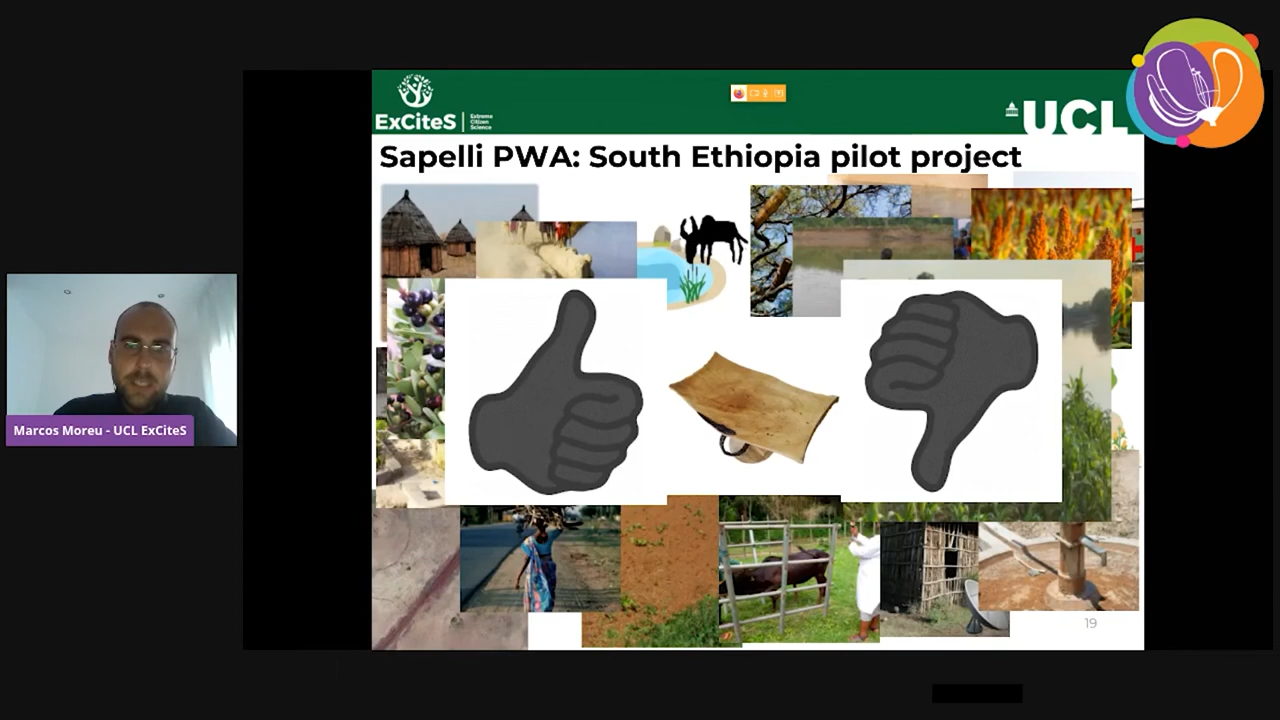 ExCiteS
Extreme
Citizen
Science
UCL
Sapelli PWA: South Ethiopia pilot project
Marcos Moreu - UCL ExCiteS
19